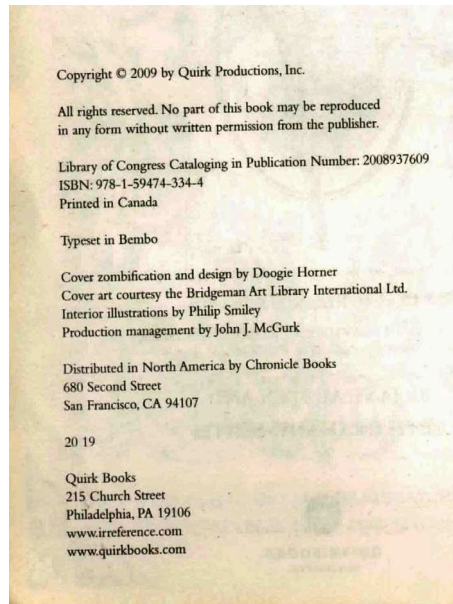 Copyright © 2009 by Quirk Productions, Inc.
All rights reserved. No part of this book may be reproduced
in any form without written permission from the publisher.
Library of Congress Cataloging in Publication Number: 2008937609
ISBN: 978-1-59474-334-4
Printed in Canada
Typeset in Bembo
Cover zombification and design by Doogie Horner
Cover art courtesy the Bridgeman Art Library International Ltd.
Interior illustrations by Philip Smiley
Production management by John J. McGurk
Distributed in North America by Chronicle Books
680 Second Street
San Francisco, CA 94107
20 19
Quirk Books
215 Church Street
Philadelphia, PA 19106
www.irreference.com
www.quirkbooks.com